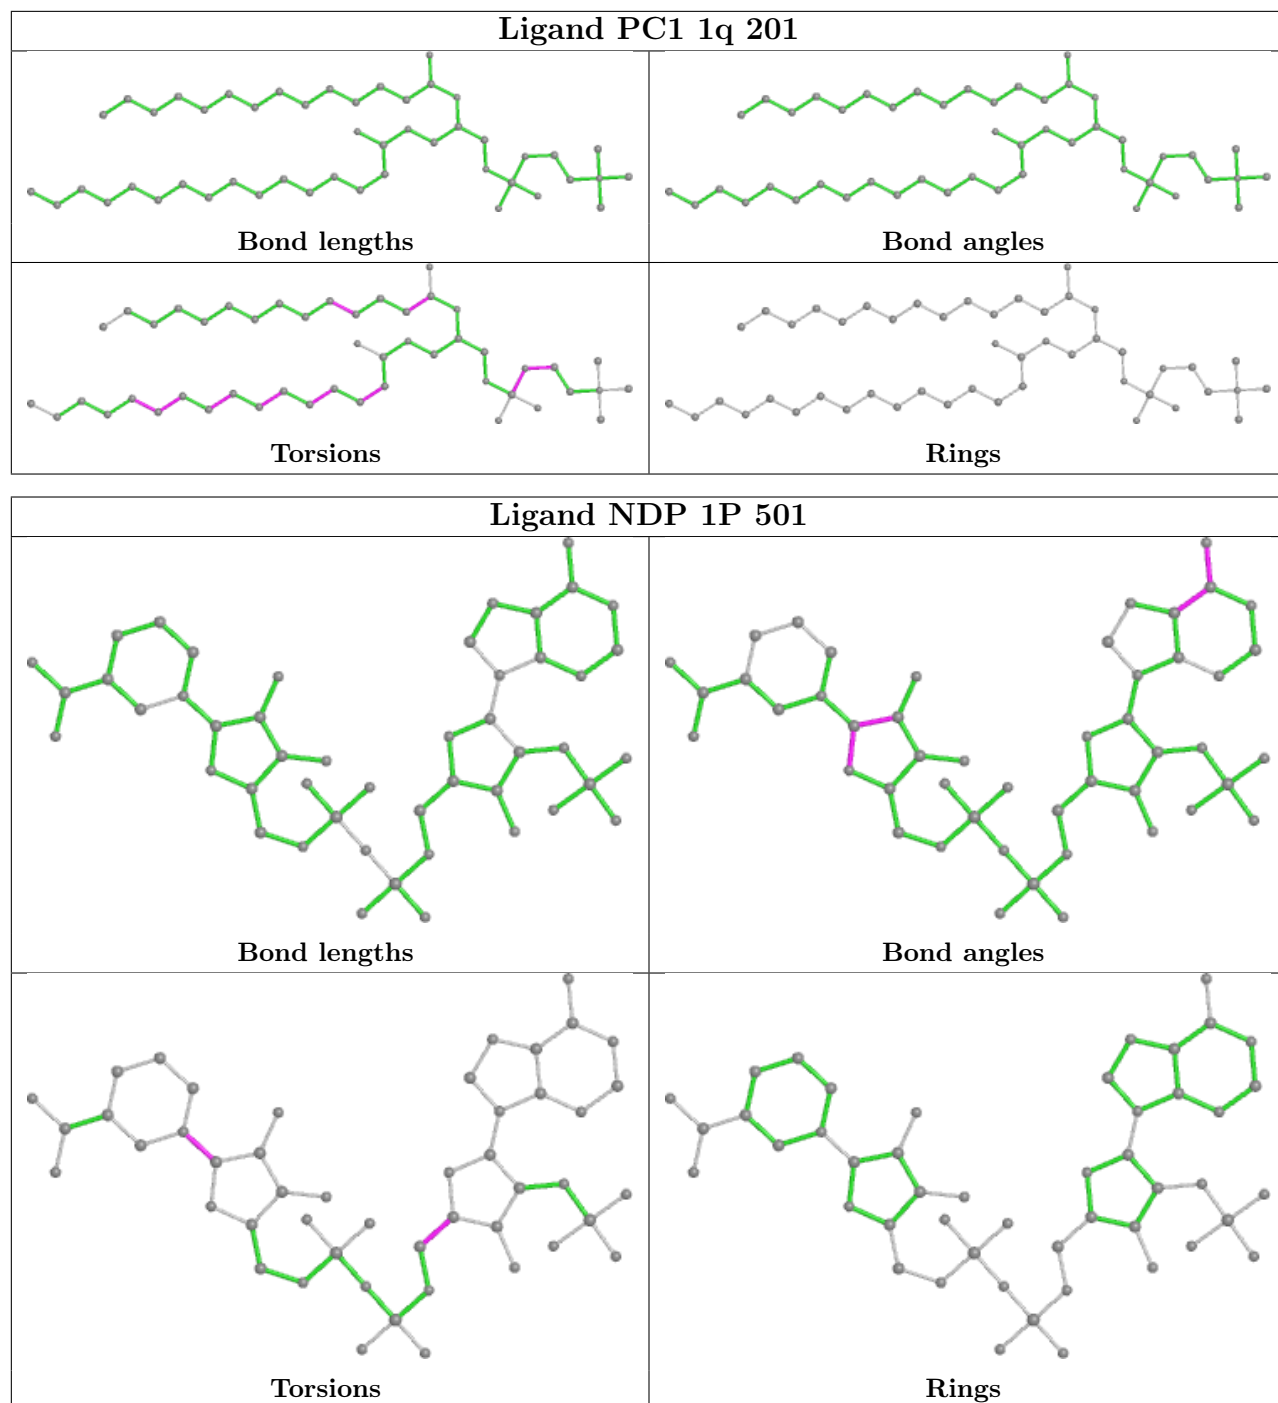 Ligand PC1 1q 201
Bond lengths
Bond angles
Torsions
Rings
Ligand NDP 1P 501
Bond lengths
Bond angles
Torsions
Rings